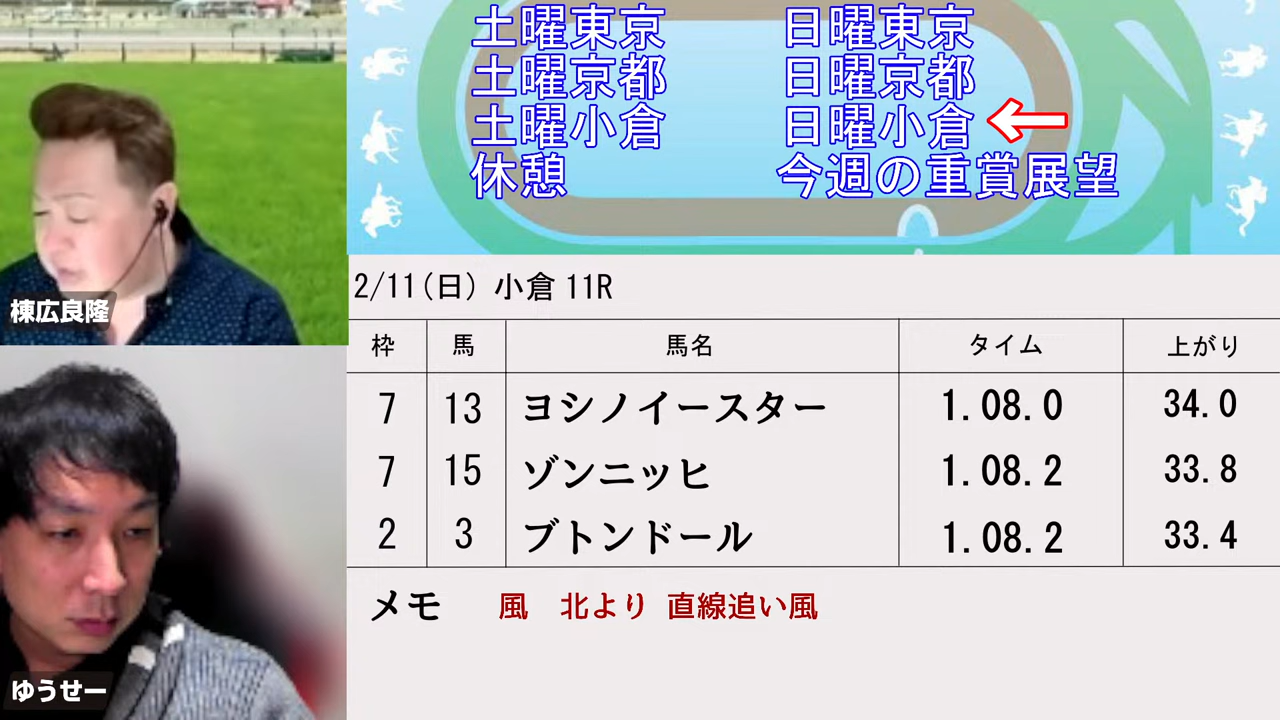 土曜東京 日曜東京
土曜京都 日曜京都
土曜小倉 日曜小倉
休憩 今週の重賞展望
棟広良隆
2/11(日) 小倉 11R
枠 馬 馬名 タイム 上がり
7 13 ヨシノイースター 1.08.0 34.0
7 15 ゾンニッヒ 1.08.2 33.8
2 3 ブトンドール 1.08.2 33.4
メモ 風 北より 直線追い風
ゆうせー